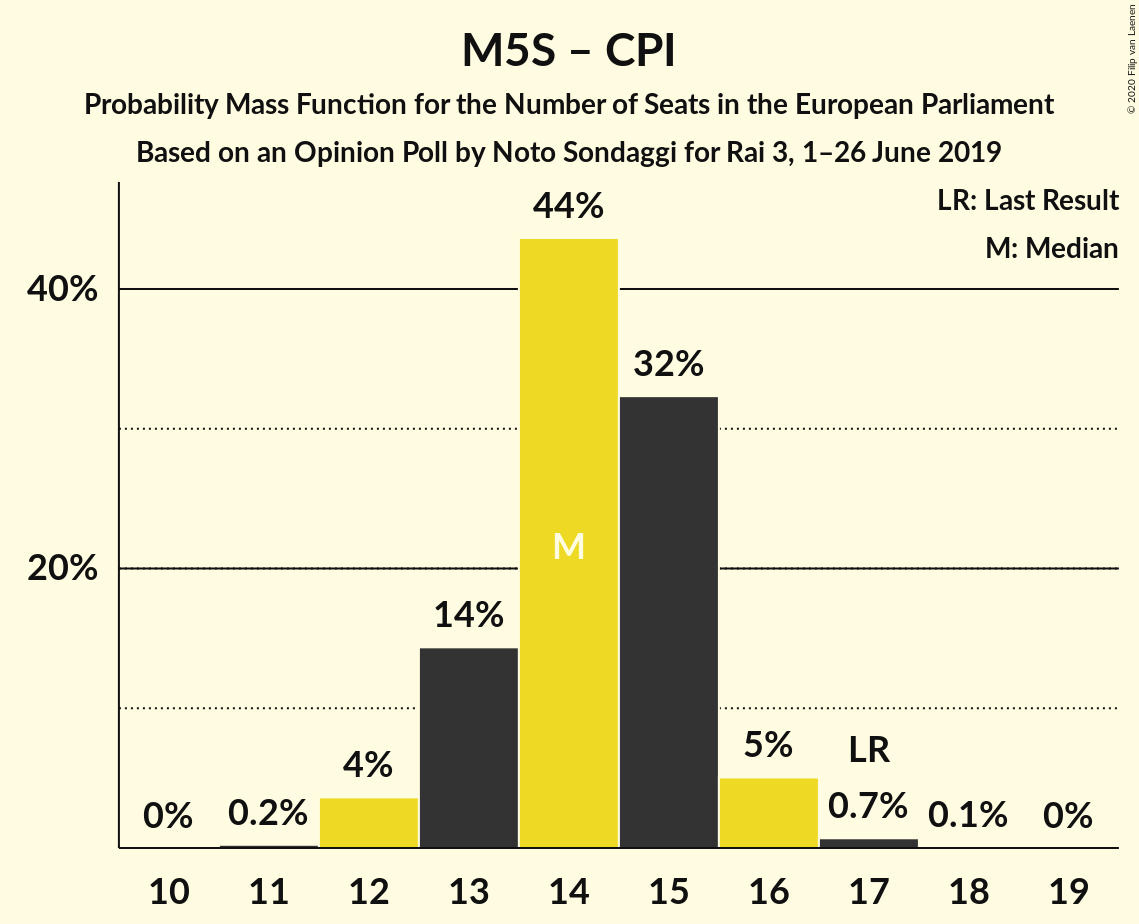 M5S – CPI
Probability Mass Function for the Number of Seats in the European Parliament
Based on an Opinion Poll by Noto Sondaggi for Rai 3, 1–26 June 2019
© 2020 Filip van Laenen
LR: Last Result
M: Median
40%
20%
0%
0.2%
4%
14%
44%
M
32%
5%
LR
0.7%
0.1%
0%
10 11 12 13 14 15 16 17 18 19